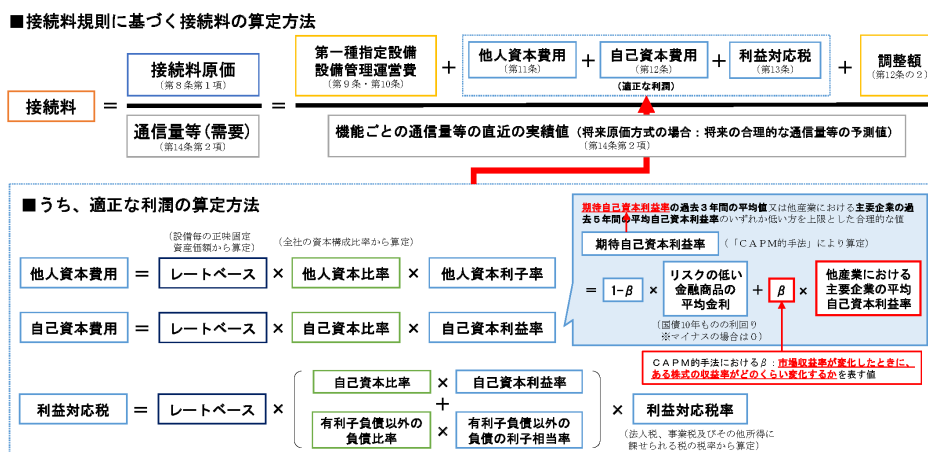 ■接続料規則に基づく接続料の算定方法
接続料 = 接続料原価 = 第一種指定設備 + 他人資本費用 + 自己資本費用 + 利益対応税 + 調整額
(第8条第1項)
設備管理運営費
(第9条・第10条)
(第11条)
(第12条)
(第13条)
(第12条の2)
(適正な利潤)
通信量等(需要)
(第14条第2項)
機能ごとの通信量等の直近の実績値(将来原価方式の場合:将来の合理的な通信量等の予測値)
(第14条第2項)
■うち、適正な利潤の算定方法
(設備毎の正味固定
資産価額から算定)
(全社の資本構成比率から算定)
他人資本費用 = レートベース × 他人資本比率 × 他人資本利子率
自己資本費用 = レートベース × 自己資本比率 × 自己資本利益率
期待自己資本利益率の過去3年間の平均値又は他産業における主要企業の過
去5年間の平均自己資本利益率のいずれか低い方を上限とした合理的な値
期待自己資本利益率 (「CAPM的手法」により算定)
= 1-β × リスクの低い
金融商品の
平均金利
+ β × 他産業における
主要企業の平均
自己資本利益率
(国債10年ものの利回り
※マイナスの場合は0)
CAPM的手法におけるβ:市場収益率が変化したときに、
ある株式の収益率がどのくらい変化するかを表す値
利益対応税 = レートベース ×
自己資本比率 × 自己資本利益率
+
有利子負債以外の
負債比率
×
有利子負債以外の
負債の利子相当率
× 利益対応税率
(法人税、事業税及びその他所得に
課せられる税の税率から算定)